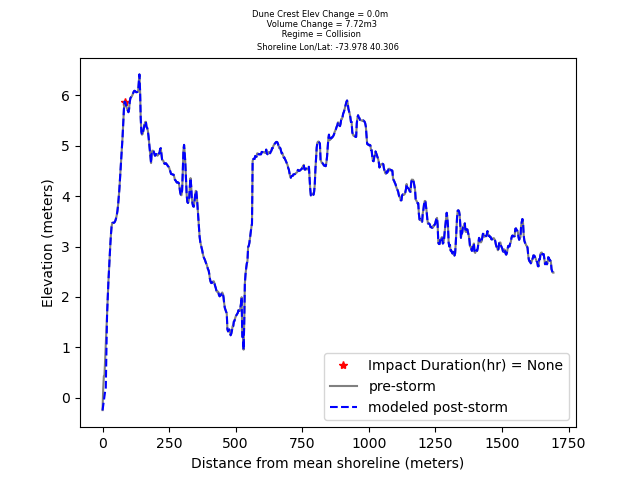 Dune Crest Elev Change = 0.0m
Volume Change = 7.72m3
Regime = Collision
Shoreline Lon/Lat: -73.978 40.306
Elevation (meters)
6
5
4
3
2
1
0
Impact Duration(hr) = None
pre-storm
modeled post-storm
0 250 500 750 1000 1250 1500 1750
Distance from mean shoreline (meters)